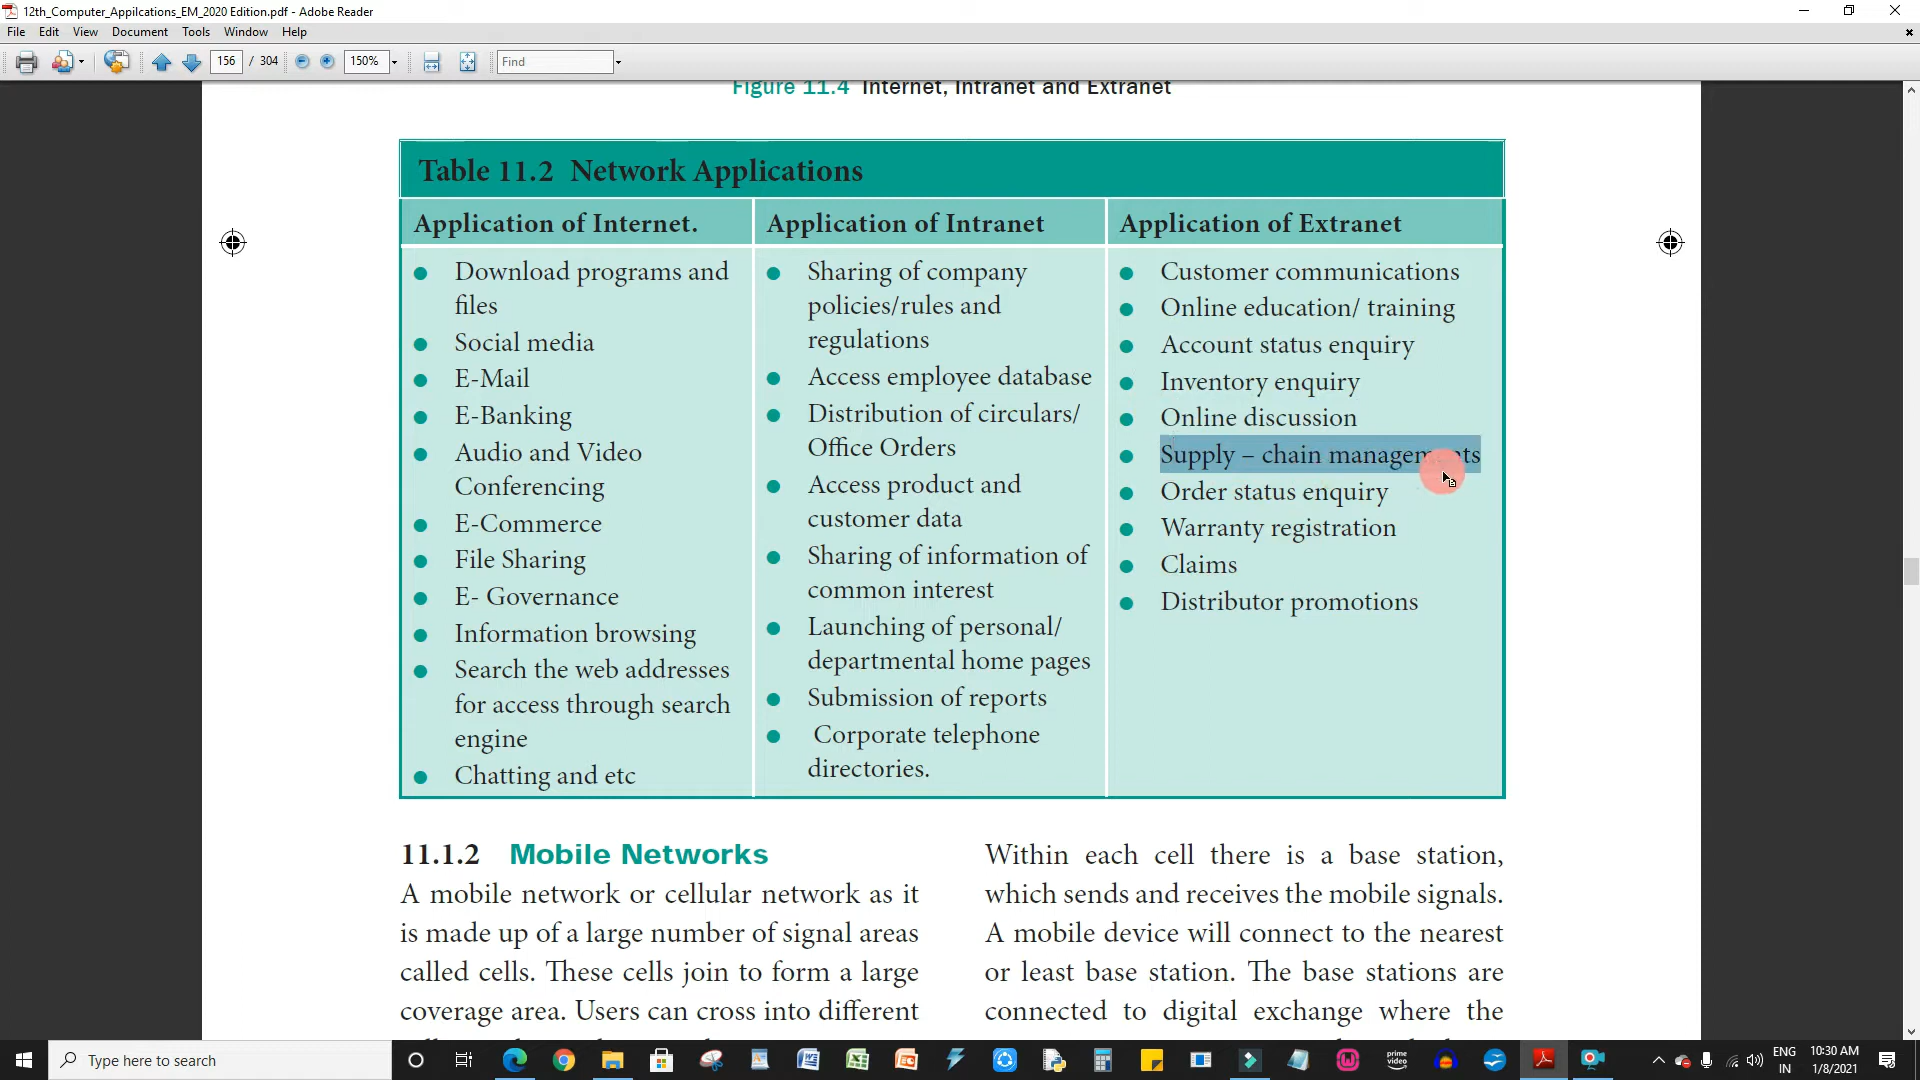 12th_Computer_Appilcations_EM_2020 Edition.pdf - Adobe Reader
File Edit View Document Tools Window Help
156 / 304 150% Find
Figure 11.4 Internet, Intranet and Extranet
Table 11.2 Network Applications
Application of Internet.
Download programs and
files
Social media
E-Mail
E-Banking
Audio and Video
Conferencing
E-Commerce
File Sharing
E- Governance
Information browsing
Search the web addresses
for access through search
engine
Chatting and etc
Application of Intranet
Sharing of company
policies/rules and
regulations
Access employee database
Distribution of circulars/
Office Orders
Access product and
customer data
Sharing of information of
common interest
Launching of personal/
departmental home pages
Submission of reports
Corporate telephone
directories.
Application of Extranet
Customer communications
Online education/ training
Account status enquiry
Inventory enquiry
Online discussion
Supply – chain managements
Order status enquiry
Warranty registration
Claims
Distributor promotions
11.1.2 Mobile Networks
A mobile network or cellular network as it
is made up of a large number of signal areas
called cells. These cells join to form a large
coverage area. Users can cross into different
Within each cell there is a base station,
which sends and receives the mobile signals.
A mobile device will connect to the nearest
or least base station. The base stations are
connected to digital exchange where the
Type here to search
prime
video
ENG
IN
10:30 AM
1/8/2021